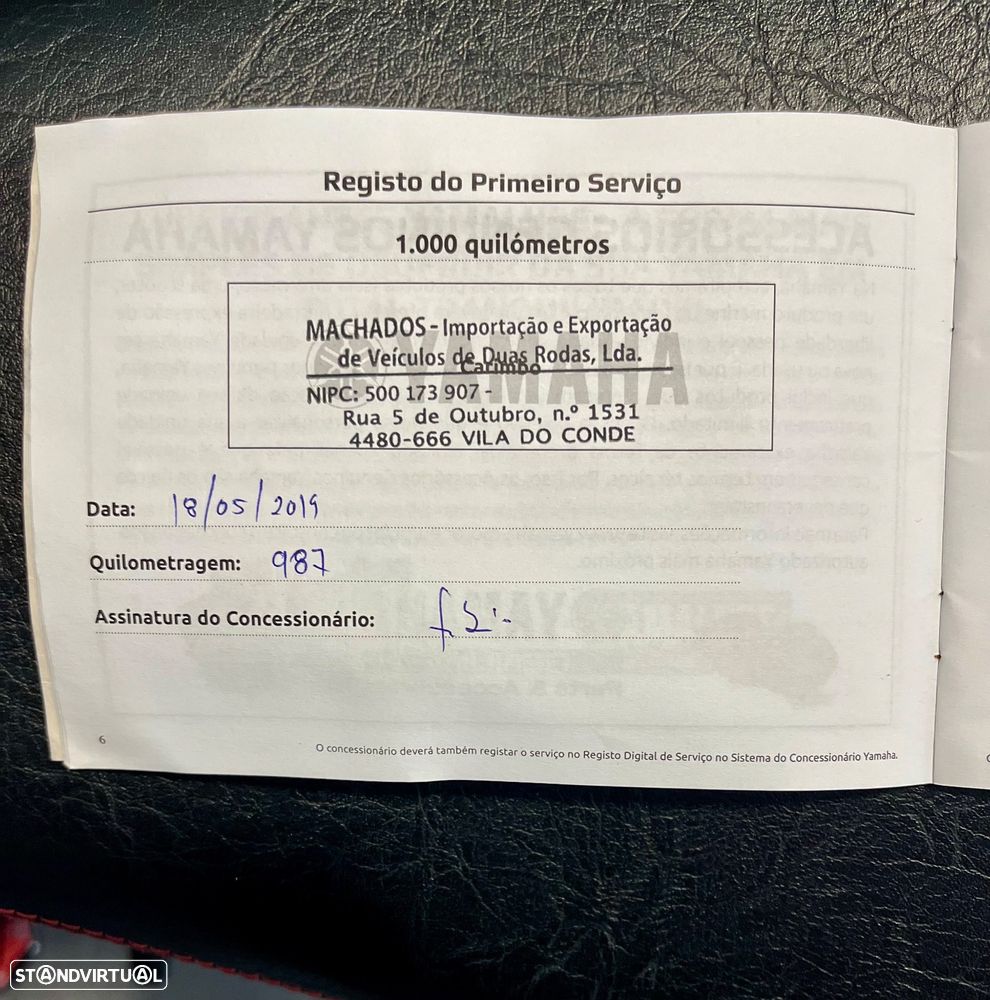 Registo do Primeiro Serviço
1.000 quilómetros
MACHADOS - Importação e Exportação
de Veículos de Duas Rodas, Lda.
Carimbo
NIPC: 500 173 907 -
Rua 5 de Outubro, n.º 1531
4480-666 VILA DO CONDE
Data: 18/05/2019
Quilometragem: 987
Assinatura do Concessionário:
6
O concessionário deverá também registar o serviço no Registo Digital de Serviço no Sistema do Concessionário Yamaha.
STANDVIRTUAL